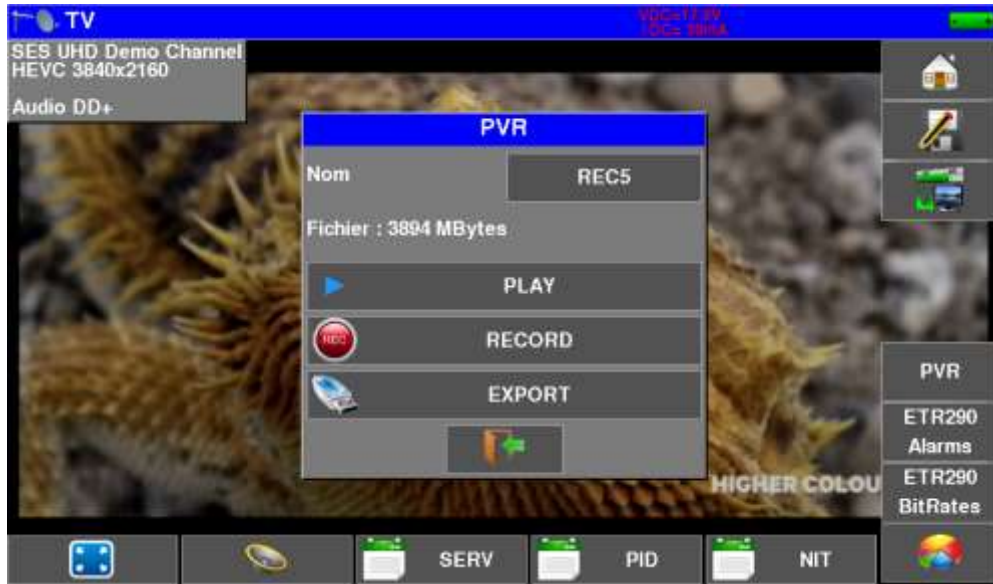 TV
SES UHD Demo Channel
HEVC 3840x2160
Audio DD+
PVR
Nom
REC5
Fichier : 3894 MBytes
PLAY
REC
RECORD
EXPORT
HIGHER COLOU
PVR
ETR290
Alarms
ETR290
BitRates
SERV
PID
NIT